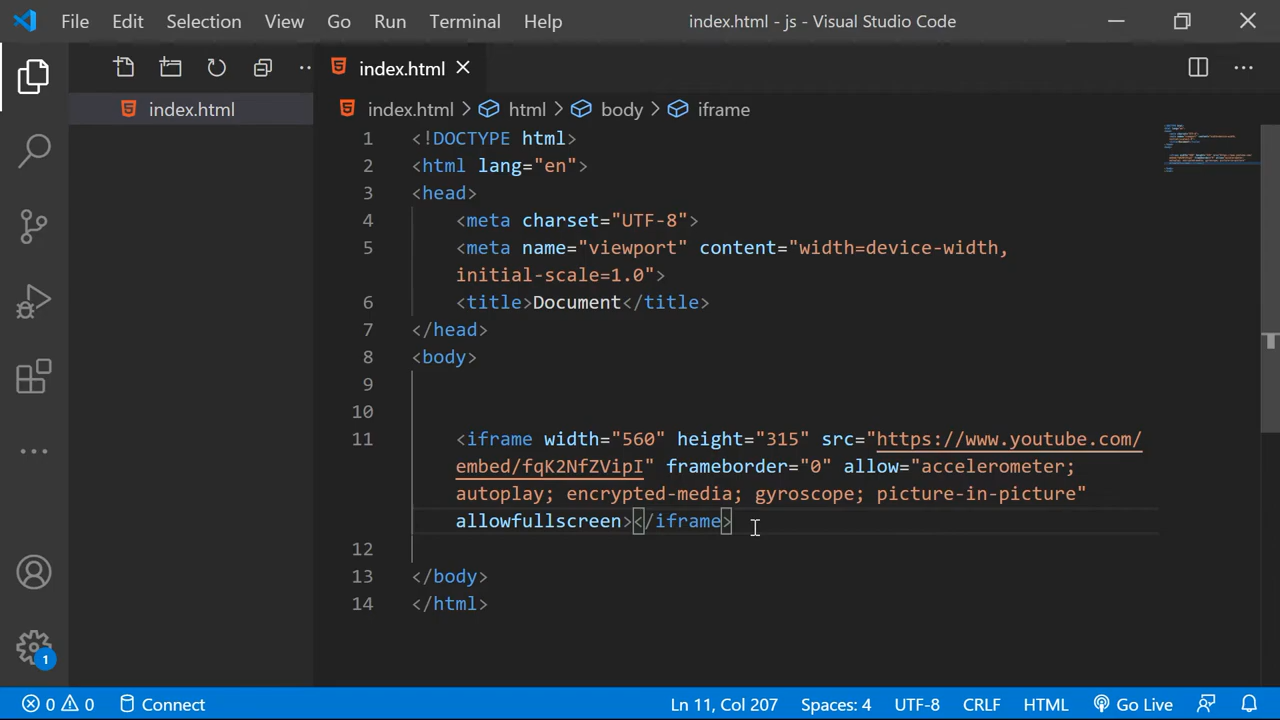 File Edit Selection View Go Run Terminal Help index.html - js - Visual Studio Code
index.html
index.html
index.html > html > body > iframe
1 <!DOCTYPE html>
2 <html lang="en">
3 <head>
4 <meta charset="UTF-8">
5 <meta name="viewport" content="width=device-width,
initial-scale=1.0">
6 <title>Document</title>
7 </head>
8 <body>
9
10
11 <iframe width="560" height="315" src="https://www.youtube.com/
embed/fqK2NfZVipI" frameborder="0" allow="accelerometer;
autoplay; encrypted-media; gyroscope; picture-in-picture"
allowfullscreen></iframe>
12
13 </body>
14 </html>
1
0 0 Connect Ln 11, Col 207 Spaces: 4 UTF-8 CRLF HTML Go Live